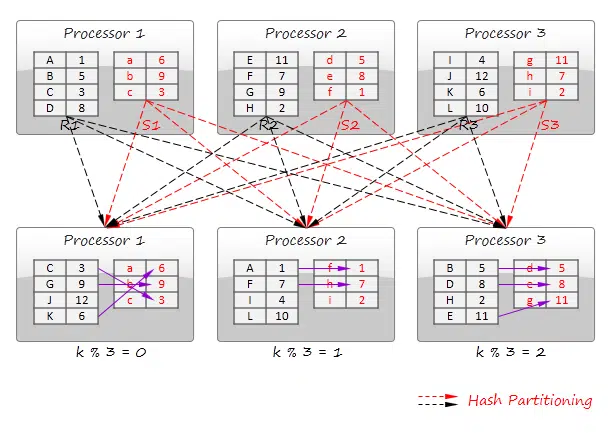 Processor 1
A 1 a 6
B 5 b 9
C 3 c 3
D 8
R1 S1
Processor 2
E 11 d 5
F 7 e 8
G 9 f 1
H 2
R2 S2
Processor 3
I 4 g 11
J 12 h 7
K 6 i 2
L 10
R3 S3
Processor 1
C 3 a 6
G 9 b 9
J 12 c 3
K 6
k % 3 = 0
Processor 2
A 1 f 1
F 7 h 7
I 4 i 2
L 10
k % 3 = 1
Processor 3
B 5 d 5
D 8 e 8
H 2 g 11
E 11
k % 3 = 2
Hash Partitioning